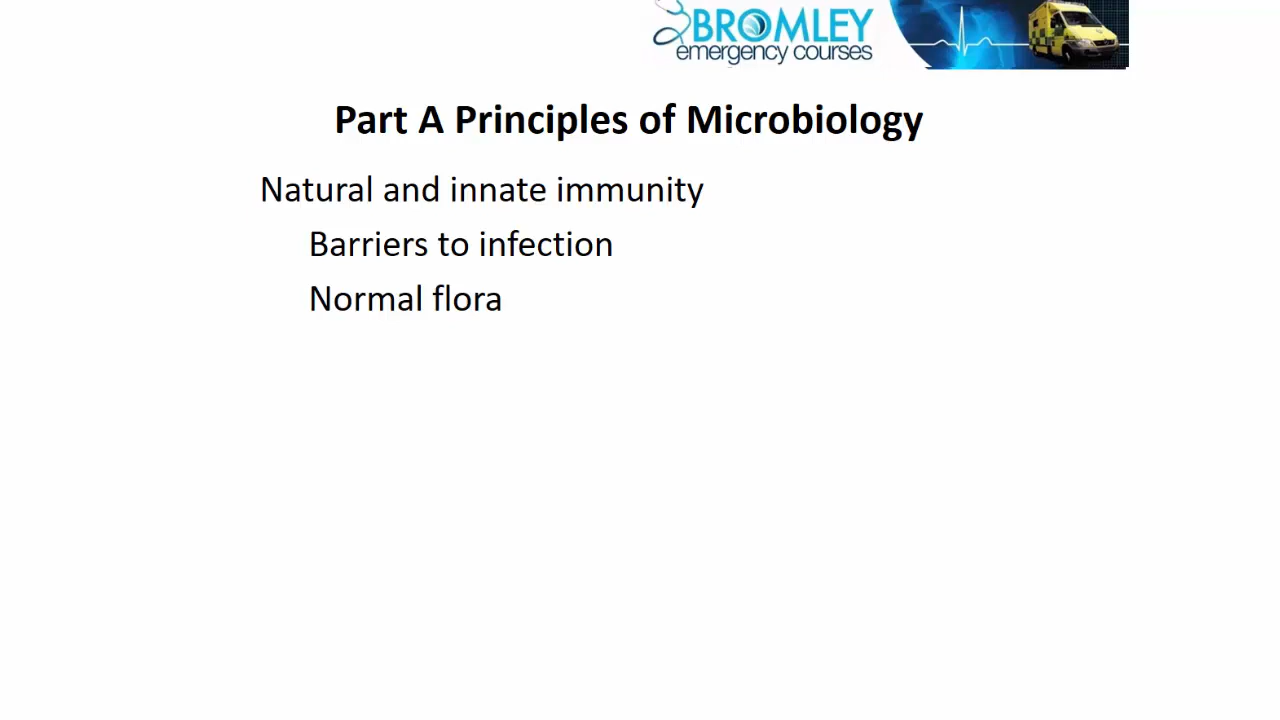 BROMLEY
emergency courses
Part A Principles of Microbiology
Natural and innate immunity
Barriers to infection
Normal flora